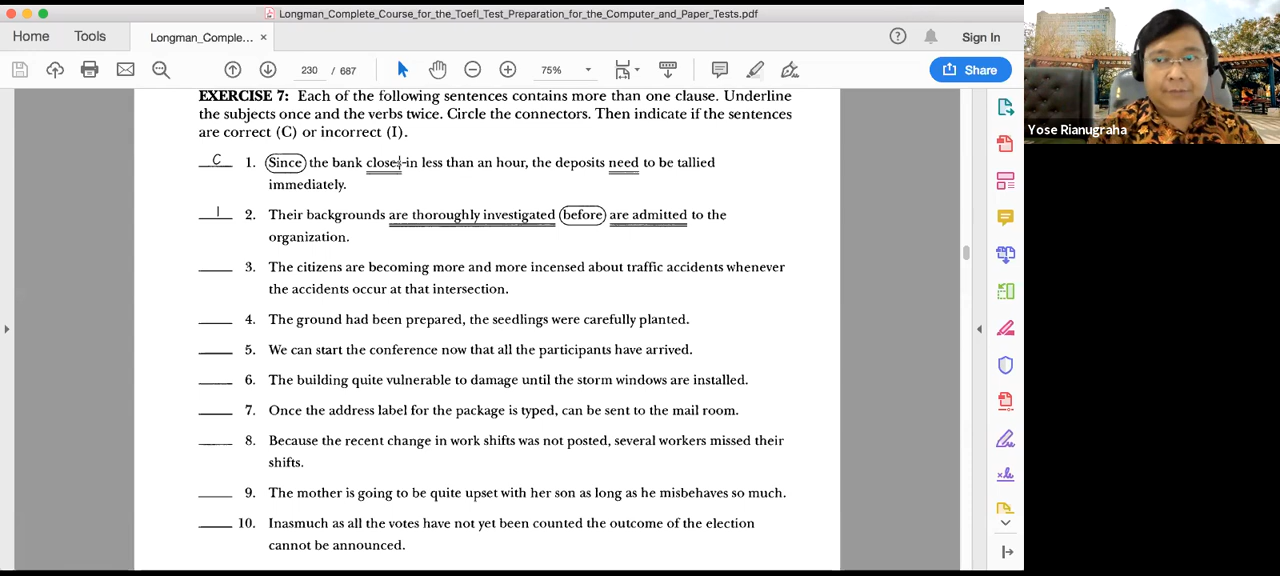 Longman_Complete_Course_for_the_Toefl_Test_Preparation_for_the_Computer_and_Paper_Tests.pdf
Home Tools Longman_Comple... × Sign In
230 / 687 75% Share
EXERCISE 7: Each of the following sentences contains more than one clause. Underline
the subjects once and the verbs twice. Circle the connectors. Then indicate if the sentences
are correct (C) or incorrect (I).
C 1. Since the bank closes in less than an hour, the deposits need to be tallied
immediately.
I 2. Their backgrounds are thoroughly investigated before are admitted to the
organization.
3. The citizens are becoming more and more incensed about traffic accidents whenever
the accidents occur at that intersection.
4. The ground had been prepared, the seedlings were carefully planted.
5. We can start the conference now that all the participants have arrived.
6. The building quite vulnerable to damage until the storm windows are installed.
7. Once the address label for the package is typed, can be sent to the mail room.
8. Because the recent change in work shifts was not posted, several workers missed their
shifts.
9. The mother is going to be quite upset with her son as long as he misbehaves so much.
10. Inasmuch as all the votes have not yet been counted the outcome of the election
cannot be announced.
Yose Rianugraha